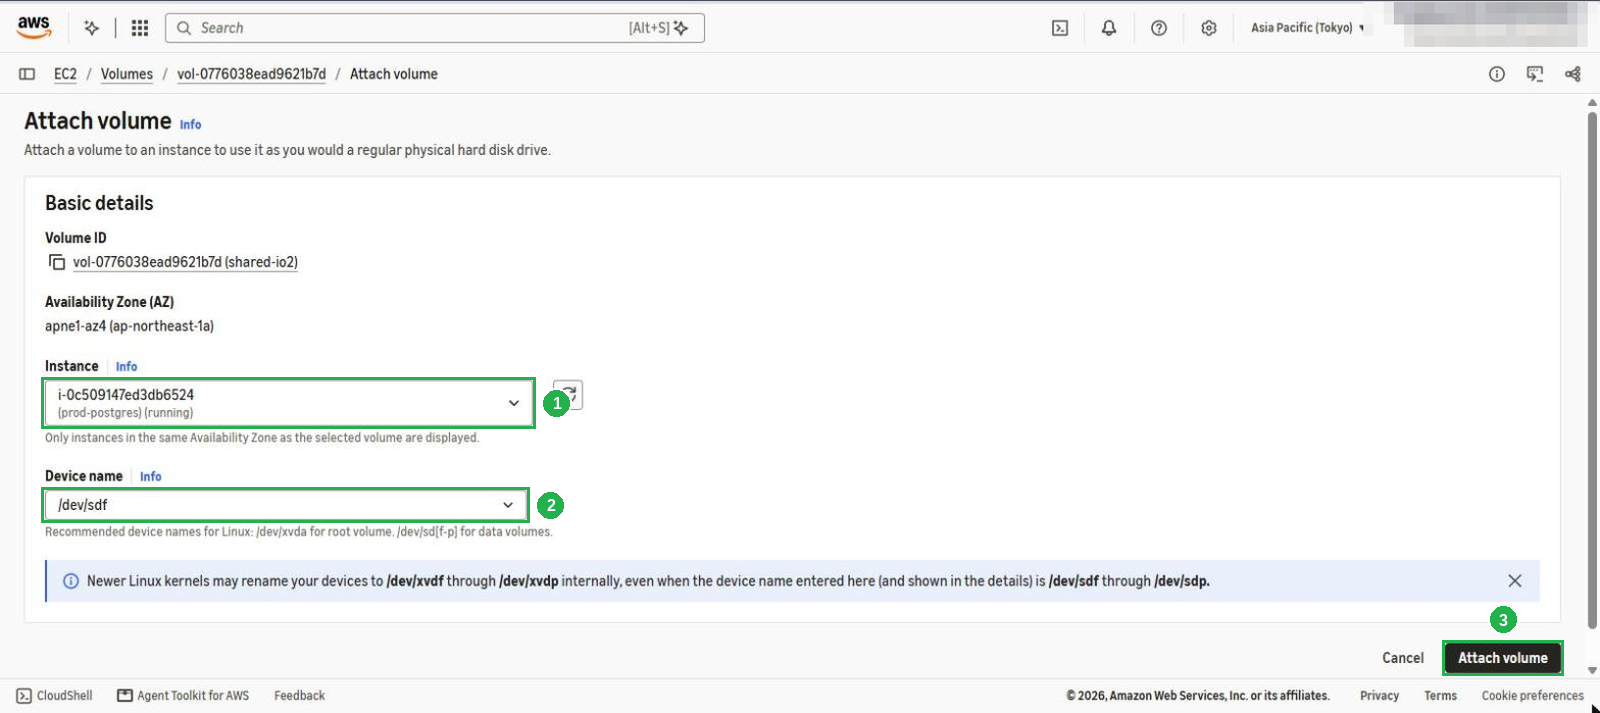 aws
Search [Alt+S]
Asia Pacific (Tokyo)
EC2 / Volumes / vol-0776038ead9621b7d / Attach volume
Attach volume Info
Attach a volume to an instance to use it as you would a regular physical hard disk drive.
Basic details
Volume ID
vol-0776038ead9621b7d (shared-io2)
Availability Zone (AZ)
apne1-az4 (ap-northeast-1a)
Instance Info
i-0c509147ed3db6524
(prod-postgres) (running)
1
Only instances in the same Availability Zone as the selected volume are displayed.
Device name Info
/dev/sdf
2
Recommended device names for Linux: /dev/xvda for root volume. /dev/sd[f-p] for data volumes.
Newer Linux kernels may rename your devices to /dev/xvdf through /dev/xvdp internally, even when the device name entered here (and shown in the details) is /dev/sdf through /dev/sdp.
3
Cancel Attach volume
CloudShell Agent Toolkit for AWS Feedback © 2026, Amazon Web Services, Inc. or its affiliates. Privacy Terms Cookie preferences